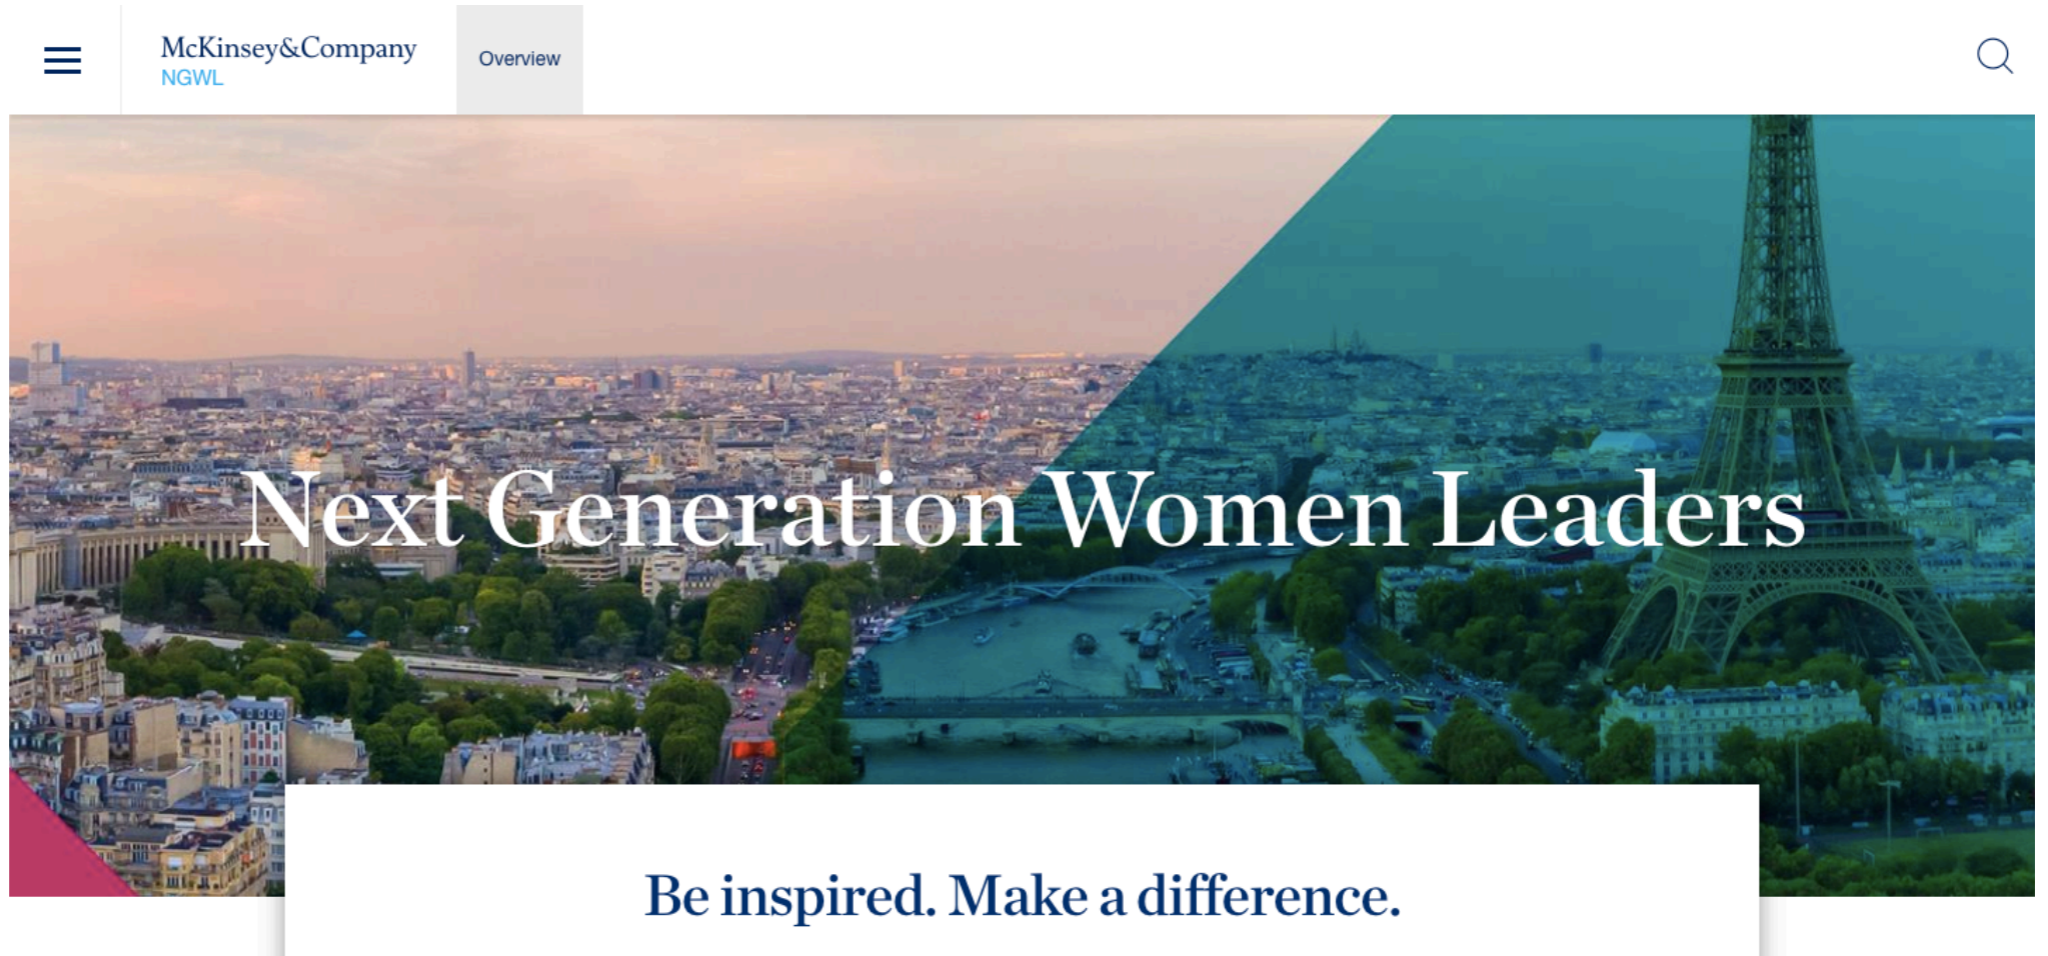 McKinsey&Company
NGWL
Overview
Next Generation Women Leaders
Be inspired. Make a difference.